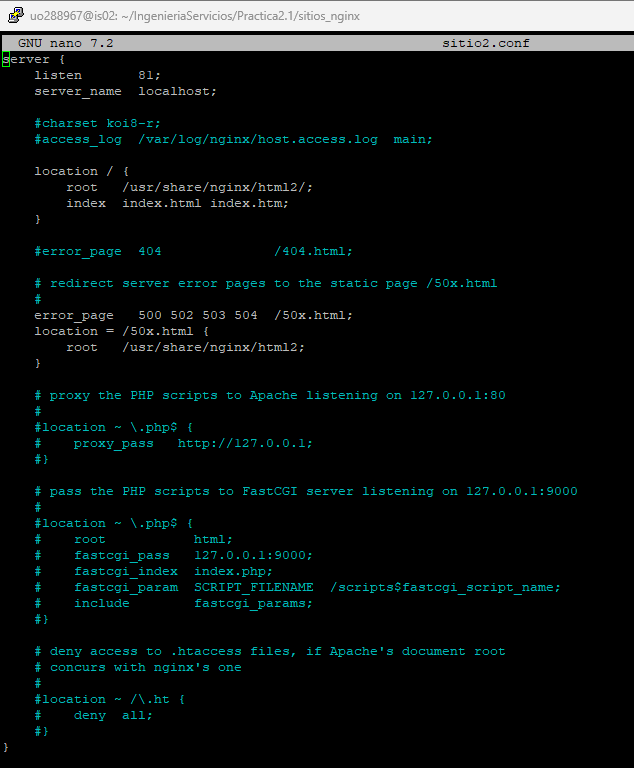 uo288967@is02: ~/IngenieriaServicios/Practica2.1/sitios_nginx
GNU nano 7.2 sitio2.conf
server {
    listen       81;
    server_name  localhost;

    #charset koi8-r;
    #access_log  /var/log/nginx/host.access.log  main;

    location / {
        root   /usr/share/nginx/html2/;
        index  index.html index.htm;
    }

    #error_page  404              /404.html;

    # redirect server error pages to the static page /50x.html
    #
    error_page   500 502 503 504  /50x.html;
    location = /50x.html {
        root   /usr/share/nginx/html2;
    }

    # proxy the PHP scripts to Apache listening on 127.0.0.1:80
    #
    #location ~ \.php$ {
    #    proxy_pass   http://127.0.0.1;
    #}

    # pass the PHP scripts to FastCGI server listening on 127.0.0.1:9000
    #
    #location ~ \.php$ {
    #    root           html;
    #    fastcgi_pass   127.0.0.1:9000;
    #    fastcgi_index  index.php;
    #    fastcgi_param  SCRIPT_FILENAME  /scripts$fastcgi_script_name;
    #    include        fastcgi_params;
    #}

    # deny access to .htaccess files, if Apache's document root
    # concurs with nginx's one
    #
    #location ~ /\.ht {
    #    deny  all;
    #}
}